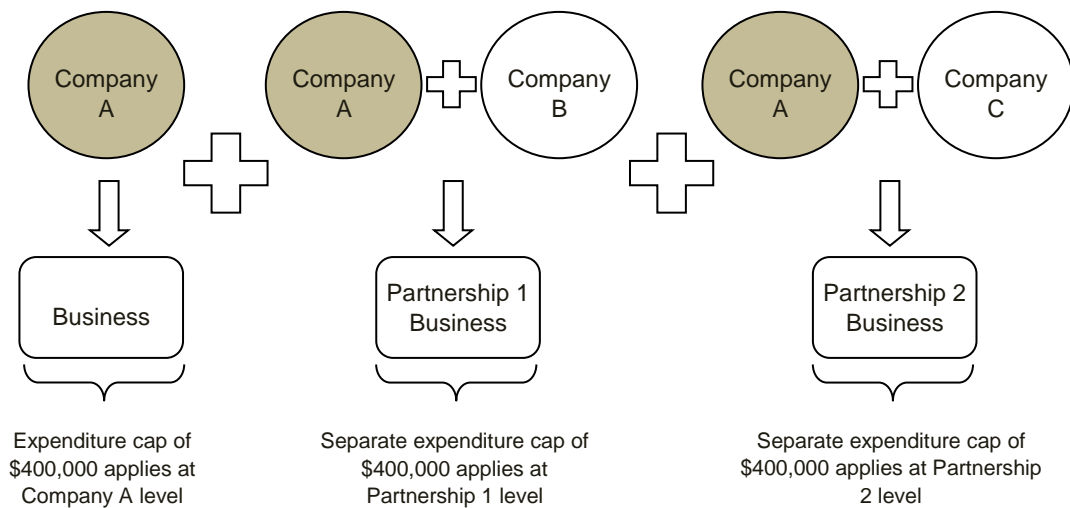 Company
A
Company
A
Company
B
Company
A
Company
C
Business
Partnership 1
Business
Partnership 2
Business
Expenditure cap of
$400,000 applies at
Company A level
Separate expenditure cap of
$400,000 applies at
Partnership 1 level
Separate expenditure cap of
$400,000 applies at Partnership
2 level